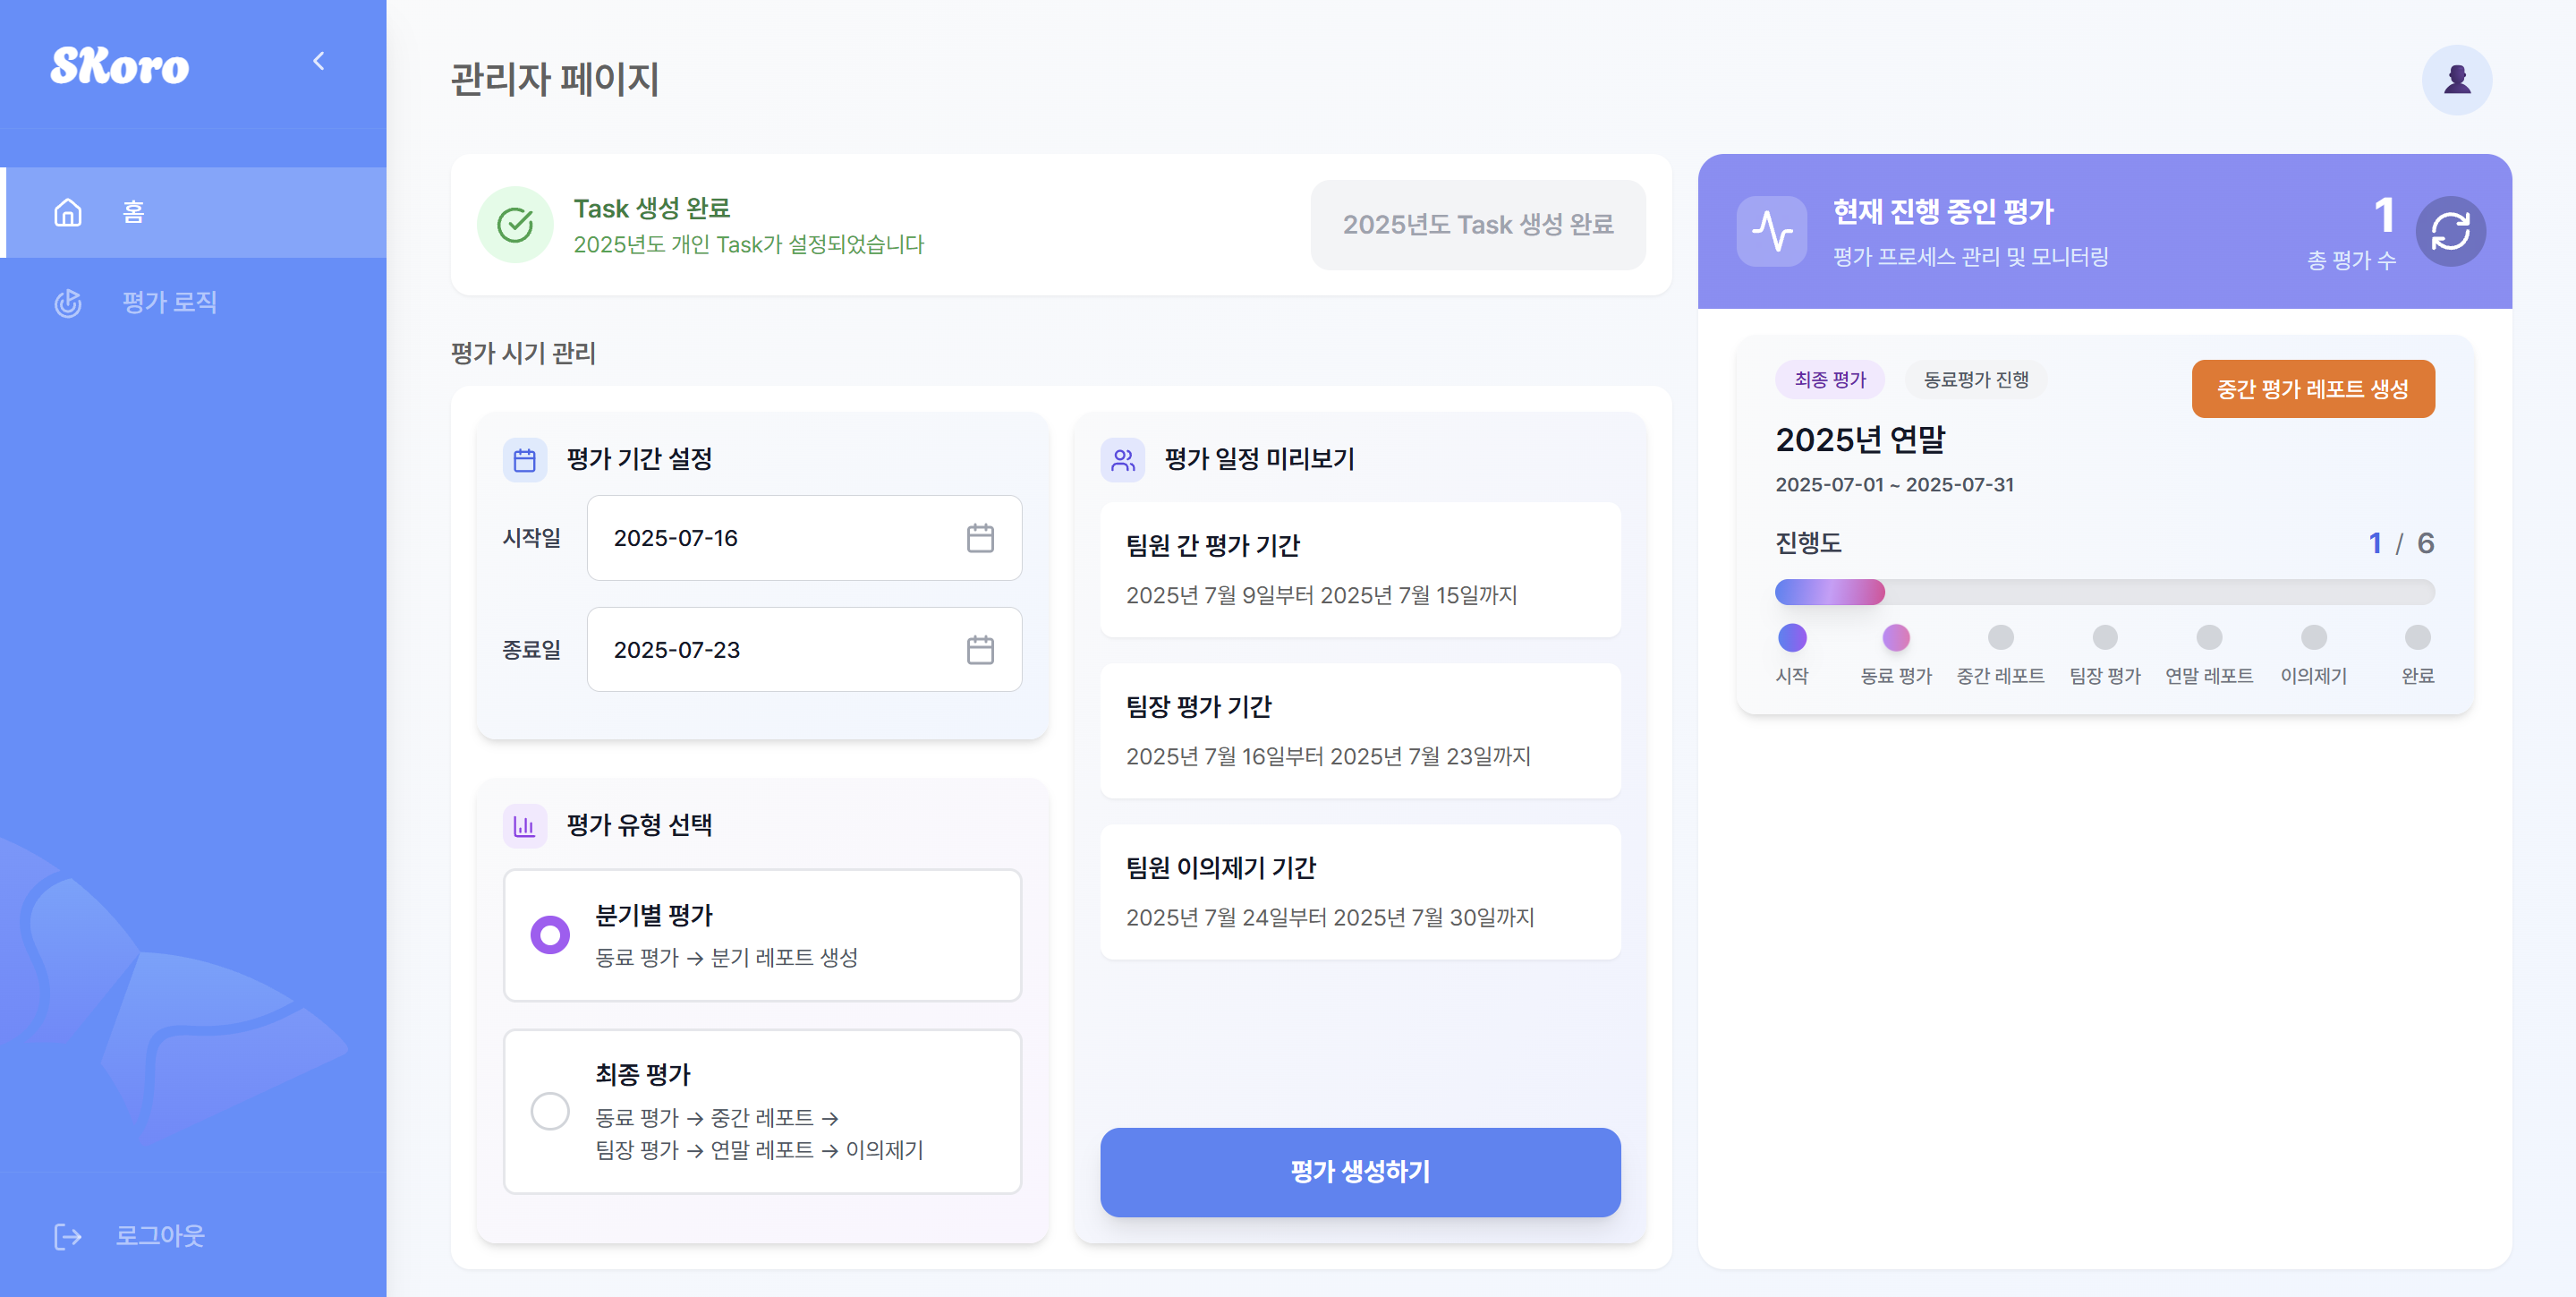 SKoro
홈
평가 로직
로그아웃
관리자 페이지
Task 생성 완료
2025년도 개인 Task가 설정되었습니다
2025년도 Task 생성 완료
평가 시기 관리
평가 기간 설정
시작일
2025-07-16
종료일
2025-07-23
평가 유형 선택
분기별 평가
동료 평가 → 분기 레포트 생성
최종 평가
동료 평가 → 중간 레포트 →
팀장 평가 → 연말 레포트 → 이의제기
평가 일정 미리보기
팀원 간 평가 기간
2025년 7월 9일부터 2025년 7월 15일까지
팀장 평가 기간
2025년 7월 16일부터 2025년 7월 23일까지
팀원 이의제기 기간
2025년 7월 24일부터 2025년 7월 30일까지
평가 생성하기
현재 진행 중인 평가
평가 프로세스 관리 및 모니터링
1
총 평가 수
최종 평가
동료평가 진행
중간 평가 레포트 생성
2025년 연말
2025-07-01 ~ 2025-07-31
진행도
1 / 6
시작
동료 평가
중간 레포트
팀장 평가
연말 레포트
이의제기
완료